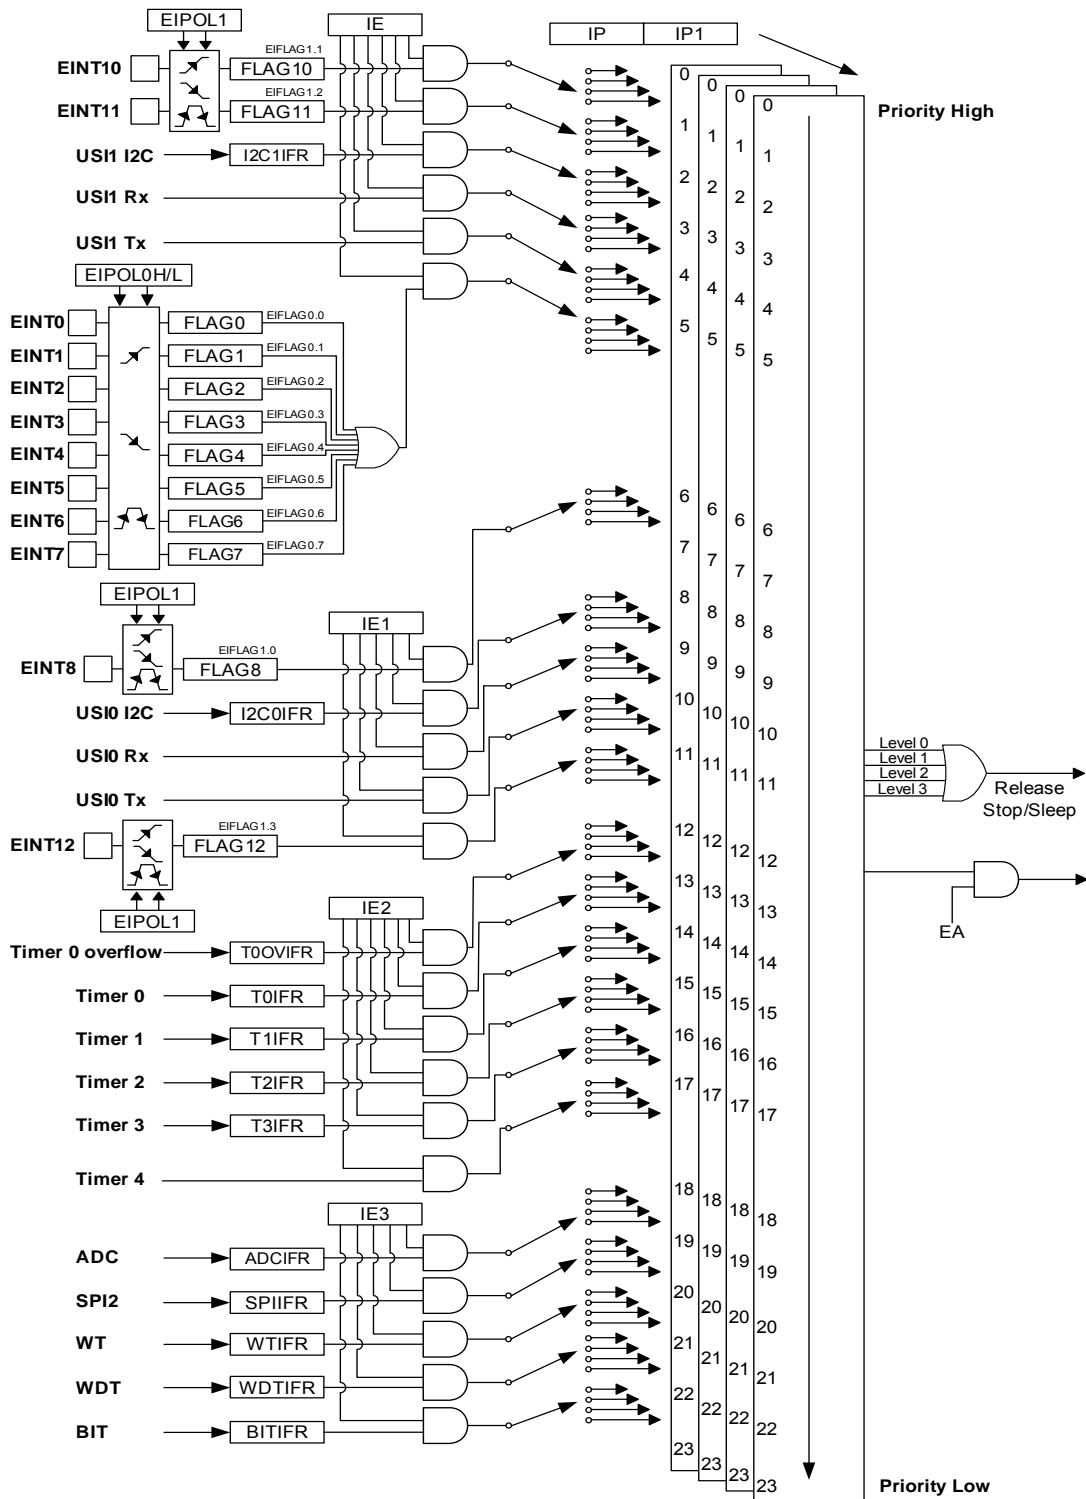 EIPOL1
IE
IP IP1
EINT10 FLAG10 EIFLAG1.1
EINT11 FLAG11 EIFLAG1.2
Priority High
USI1 I2C I2C1IFR
USI1 Rx
USI1 Tx
EIPOL0H/L
EINT0 FLAG0 EIFLAG0.0
EINT1 FLAG1 EIFLAG0.1
EINT2 FLAG2 EIFLAG0.2
EINT3 FLAG3 EIFLAG0.3
EINT4 FLAG4 EIFLAG0.4
EINT5 FLAG5 EIFLAG0.5
EINT6 FLAG6 EIFLAG0.6
EINT7 FLAG7 EIFLAG0.7
EIPOL1
IE1
EINT8 FLAG8 EIFLAG1.0
USI0 I2C I2C0IFR
USI0 Rx
USI0 Tx
EINT12 FLAG12 EIFLAG1.3
EIPOL1
IE2
Timer 0 overflow T0OVIFR
Timer 0 T0IFR
Timer 1 T1IFR
Timer 2 T2IFR
Timer 3 T3IFR
Timer 4
IE3
ADC ADCIFR
SPI2 SPIIFR
WT WTIFR
WDT WDTIFR
BIT BITIFR
0 0 0 0
1 1 1 1
2 2 2 2
3 3 3 3
4 4 4 4
5 5 5 5
6 6 6 6
7 7 7 7
8 8 8 8
9 9 9 9
10 10 10 10
11 11 11 11
12 12 12 12
13 13 13 13
14 14 14 14
15 15 15 15
16 16 16 16
17 17 17 17
18 18 18 18
19 19 19 19
20 20 20 20
21 21 21 21
22 22 22 22
23 23 23 23
Level 0
Level 1
Level 2
Level 3
Release
Stop/Sleep
EA
Priority Low